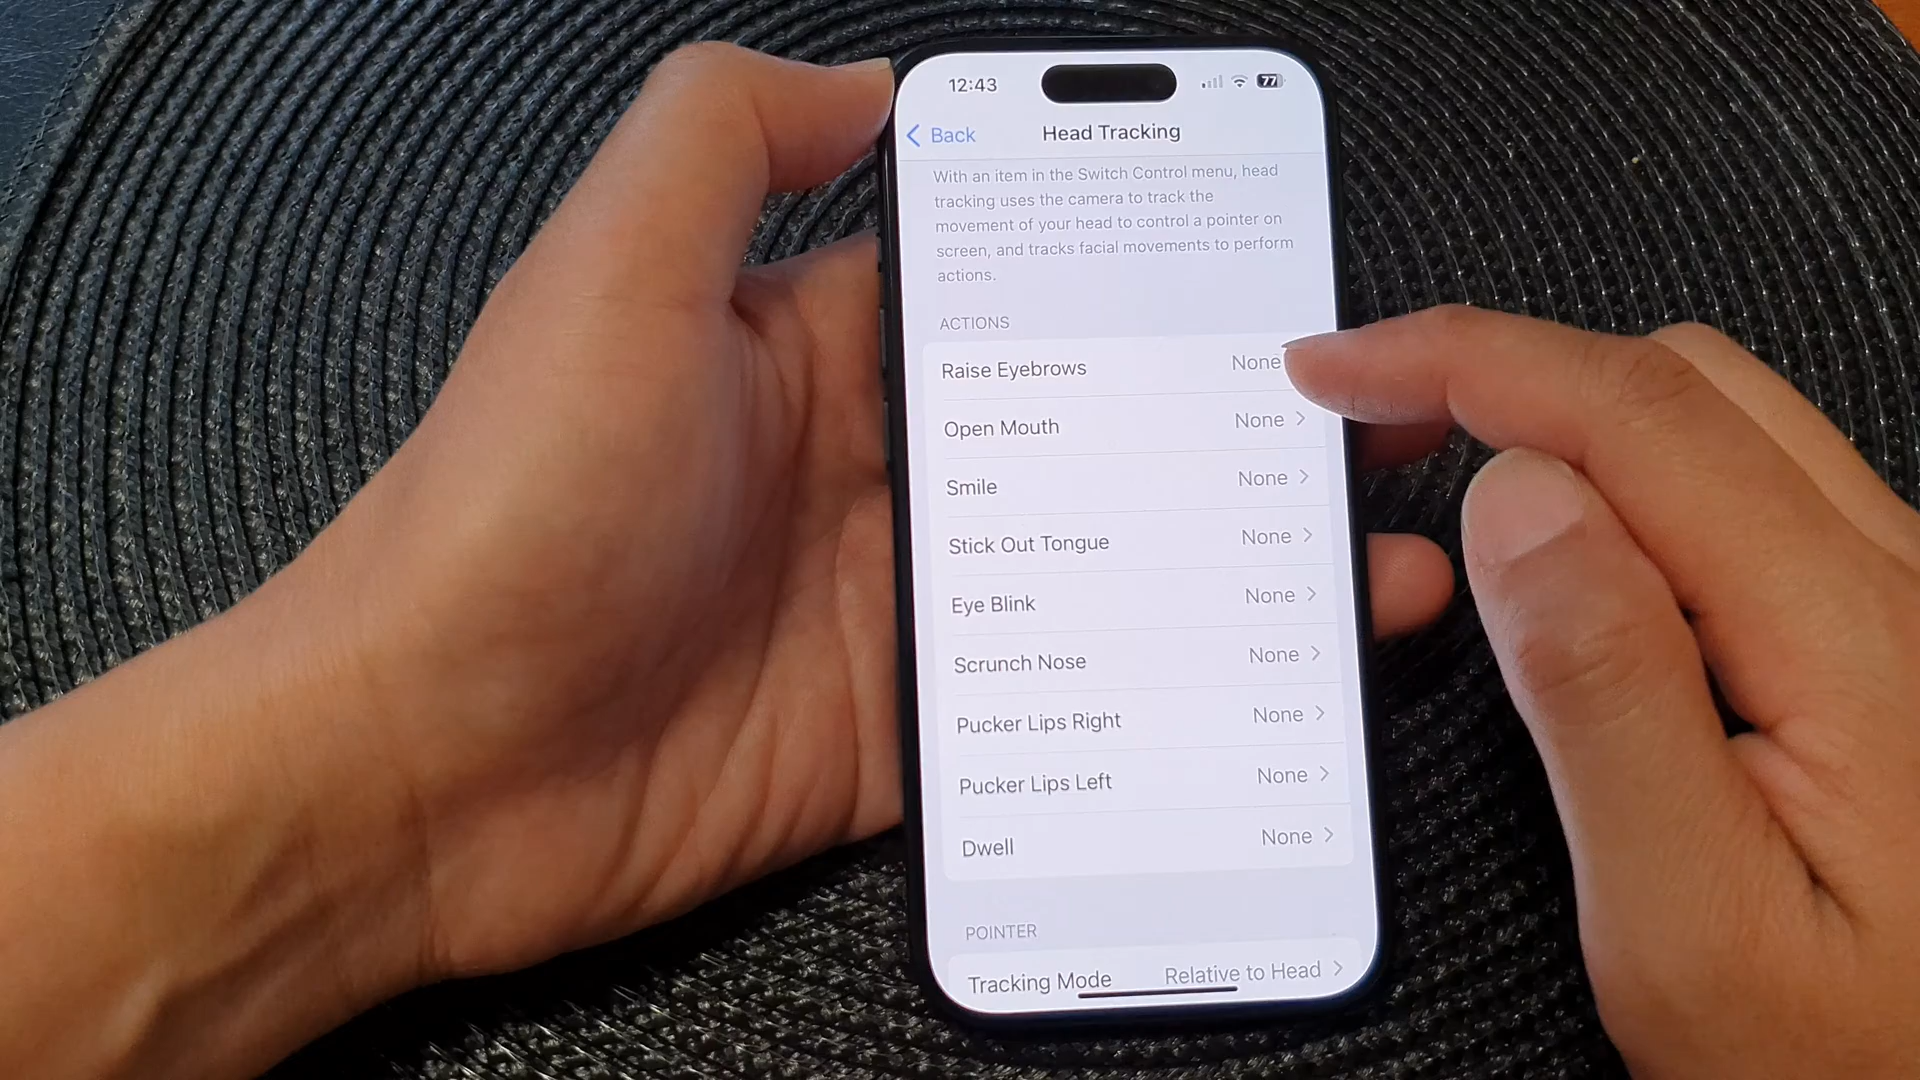 12:43
77
Back
Head Tracking
With an item in the Switch Control menu, head
tracking uses the camera to track the
movement of your head to control a pointer on
screen, and tracks facial movements to perform
actions.
ACTIONS
Raise Eyebrows None
Open Mouth None
Smile None
Stick Out Tongue None
Eye Blink None
Scrunch Nose None
Pucker Lips Right None
Pucker Lips Left None
Dwell None
POINTER
Tracking Mode Relative to Head